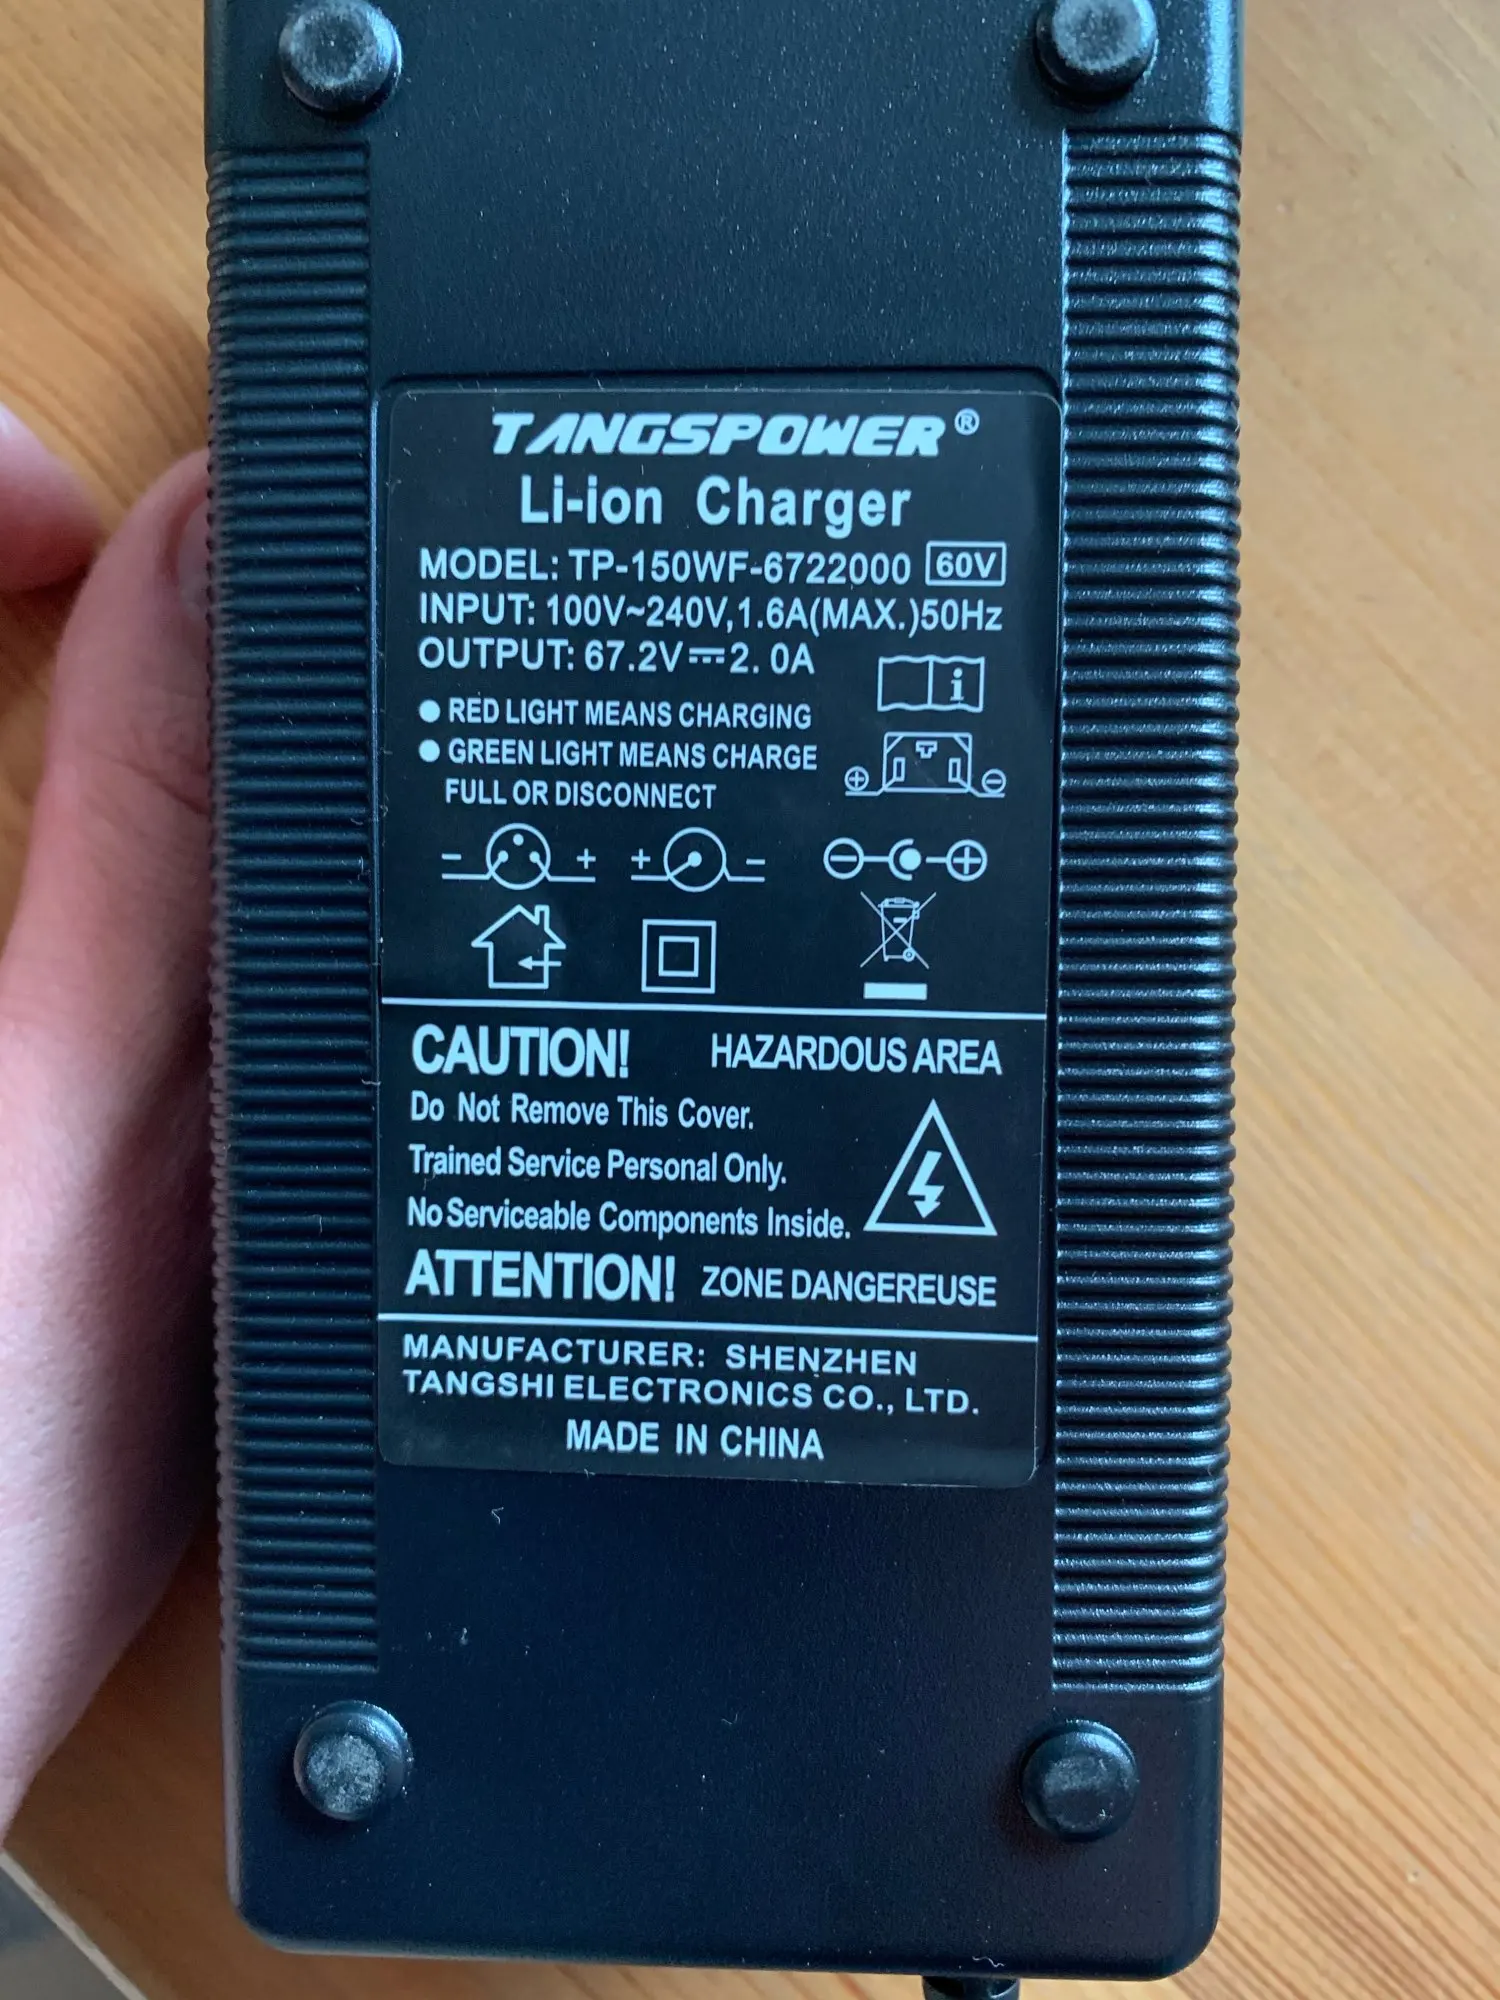 TANGSPOWER®
Li-ion Charger
MODEL: TP-150WF-6722000 60V
INPUT: 100V~240V,1.6A(MAX.)50Hz
OUTPUT: 67.2V⎓2. 0A
● RED LIGHT MEANS CHARGING
● GREEN LIGHT MEANS CHARGE
FULL OR DISCONNECT
CAUTION! HAZARDOUS AREA
Do Not Remove This Cover.
Trained Service Personal Only.
No Serviceable Components Inside.
ATTENTION! ZONE DANGEREUSE
MANUFACTURER: SHENZHEN
TANGSHI ELECTRONICS CO., LTD.
MADE IN CHINA